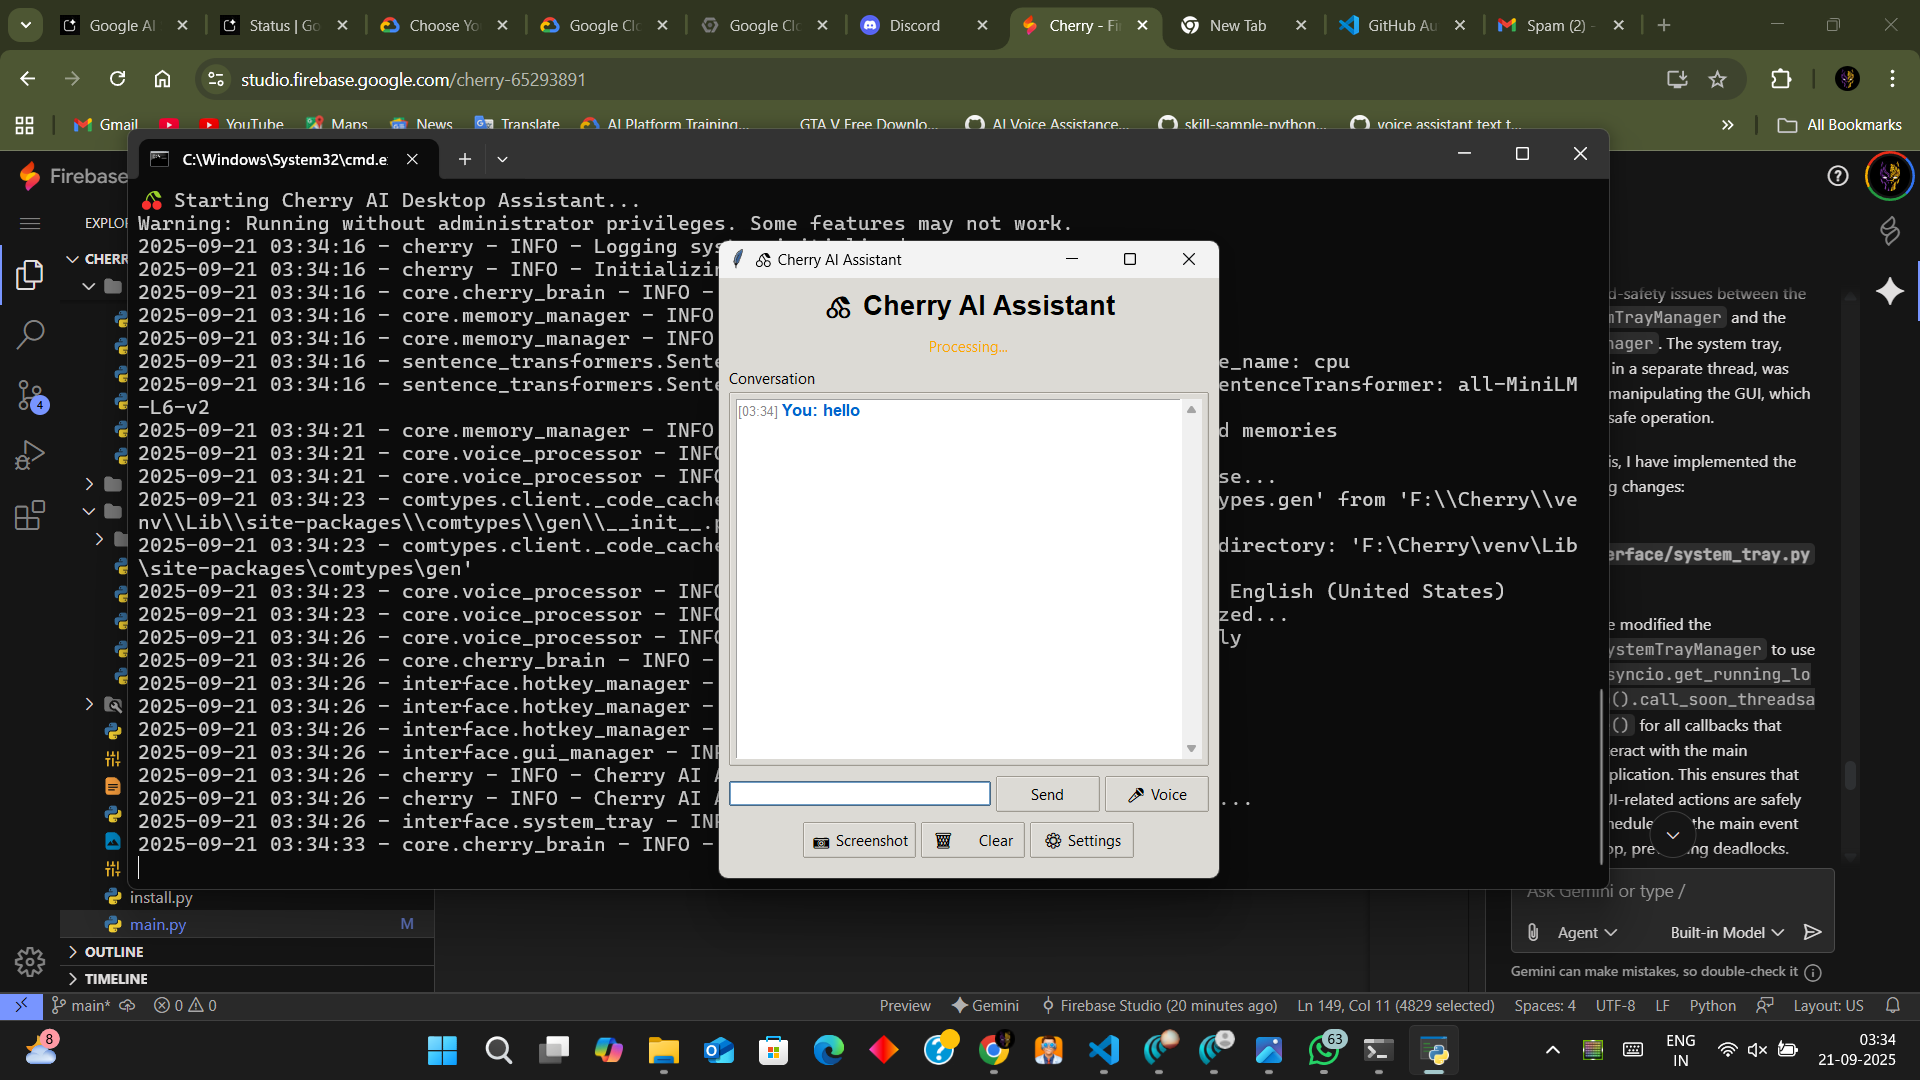 Google AI
Status | Go
Choose Yo
Google Clo
Google Clo
Discord
Cherry - Fi
New Tab
GitHub Au
Spam (2) -
studio.firebase.google.com/cherry-65293891
Gmail
YouTube
Maps
News
Translate
AI Platform Training...
GTA V Free Downlo...
AI Voice Assistance...
skill-sample-python...
voice assistant text t...
All Bookmarks
Firebase
C:\Windows\System32\cmd.e
EXPLOR
CHERR
4
Starting Cherry AI Desktop Assistant...
Warning: Running without administrator privileges. Some features may not work.
2025-09-21 03:34:16 - cherry - INFO - Logging sys
2025-09-21 03:34:16 - cherry - INFO - Initializin
2025-09-21 03:34:16 - core.cherry_brain - INFO -
2025-09-21 03:34:16 - core.memory_manager - INFO
2025-09-21 03:34:16 - core.memory_manager - INFO
2025-09-21 03:34:16 - sentence_transformers.Sente e_name: cpu
2025-09-21 03:34:16 - sentence_transformers.Sente entenceTransformer: all-MiniLM
-L6-v2
2025-09-21 03:34:21 - core.memory_manager - INFO d memories
2025-09-21 03:34:21 - core.voice_processor - INFO
2025-09-21 03:34:21 - core.voice_processor - INFO se...
2025-09-21 03:34:23 - comtypes.client._code_cache ypes.gen' from 'F:\\Cherry\\ve
nv\\Lib\\site-packages\\comtypes\\gen\\__init__.p
2025-09-21 03:34:23 - comtypes.client._code_cache directory: 'F:\Cherry\venv\Lib
\site-packages\comtypes\gen'
2025-09-21 03:34:23 - core.voice_processor - INFO English (United States)
2025-09-21 03:34:23 - core.voice_processor - INFO zed...
2025-09-21 03:34:26 - core.voice_processor - INFO ly
2025-09-21 03:34:26 - core.cherry_brain - INFO -
2025-09-21 03:34:26 - interface.hotkey_manager -
2025-09-21 03:34:26 - interface.hotkey_manager -
2025-09-21 03:34:26 - interface.hotkey_manager -
2025-09-21 03:34:26 - interface.gui_manager - INF
2025-09-21 03:34:26 - cherry - INFO - Cherry AI A
2025-09-21 03:34:26 - cherry - INFO - Cherry AI A ...
2025-09-21 03:34:26 - interface.system_tray - INF
2025-09-21 03:34:33 - core.cherry_brain - INFO -
Cherry AI Assistant
Cherry AI Assistant
Processing...
Conversation
[03:34] You: hello
Send
Voice
Screenshot
Clear
Settings
d-safety issues between the
mTrayManager and the
nager . The system tray,
in a separate thread, was
manipulating the GUI, which
safe operation.
is, I have implemented the
g changes:
erface/system_tray.py
e modified the
ystemTrayManager to use
syncio.get_running_lo
().call_soon_threadsa
() for all callbacks that
eract with the main
plication. This ensures that
UI-related actions are safely
hedule the main event
op, pre ng deadlocks.
Ask Gemini or type /
Agent
Built-in Model
Gemini can make mistakes, so double-check it
install.py
main.py M
OUTLINE
TIMELINE
main*
0
0
Preview
Gemini
Firebase Studio (20 minutes ago)
Ln 149, Col 11 (4829 selected)
Spaces: 4
UTF-8
LF
Python
Layout: US
8
63
ENG
IN
03:34
21-09-2025